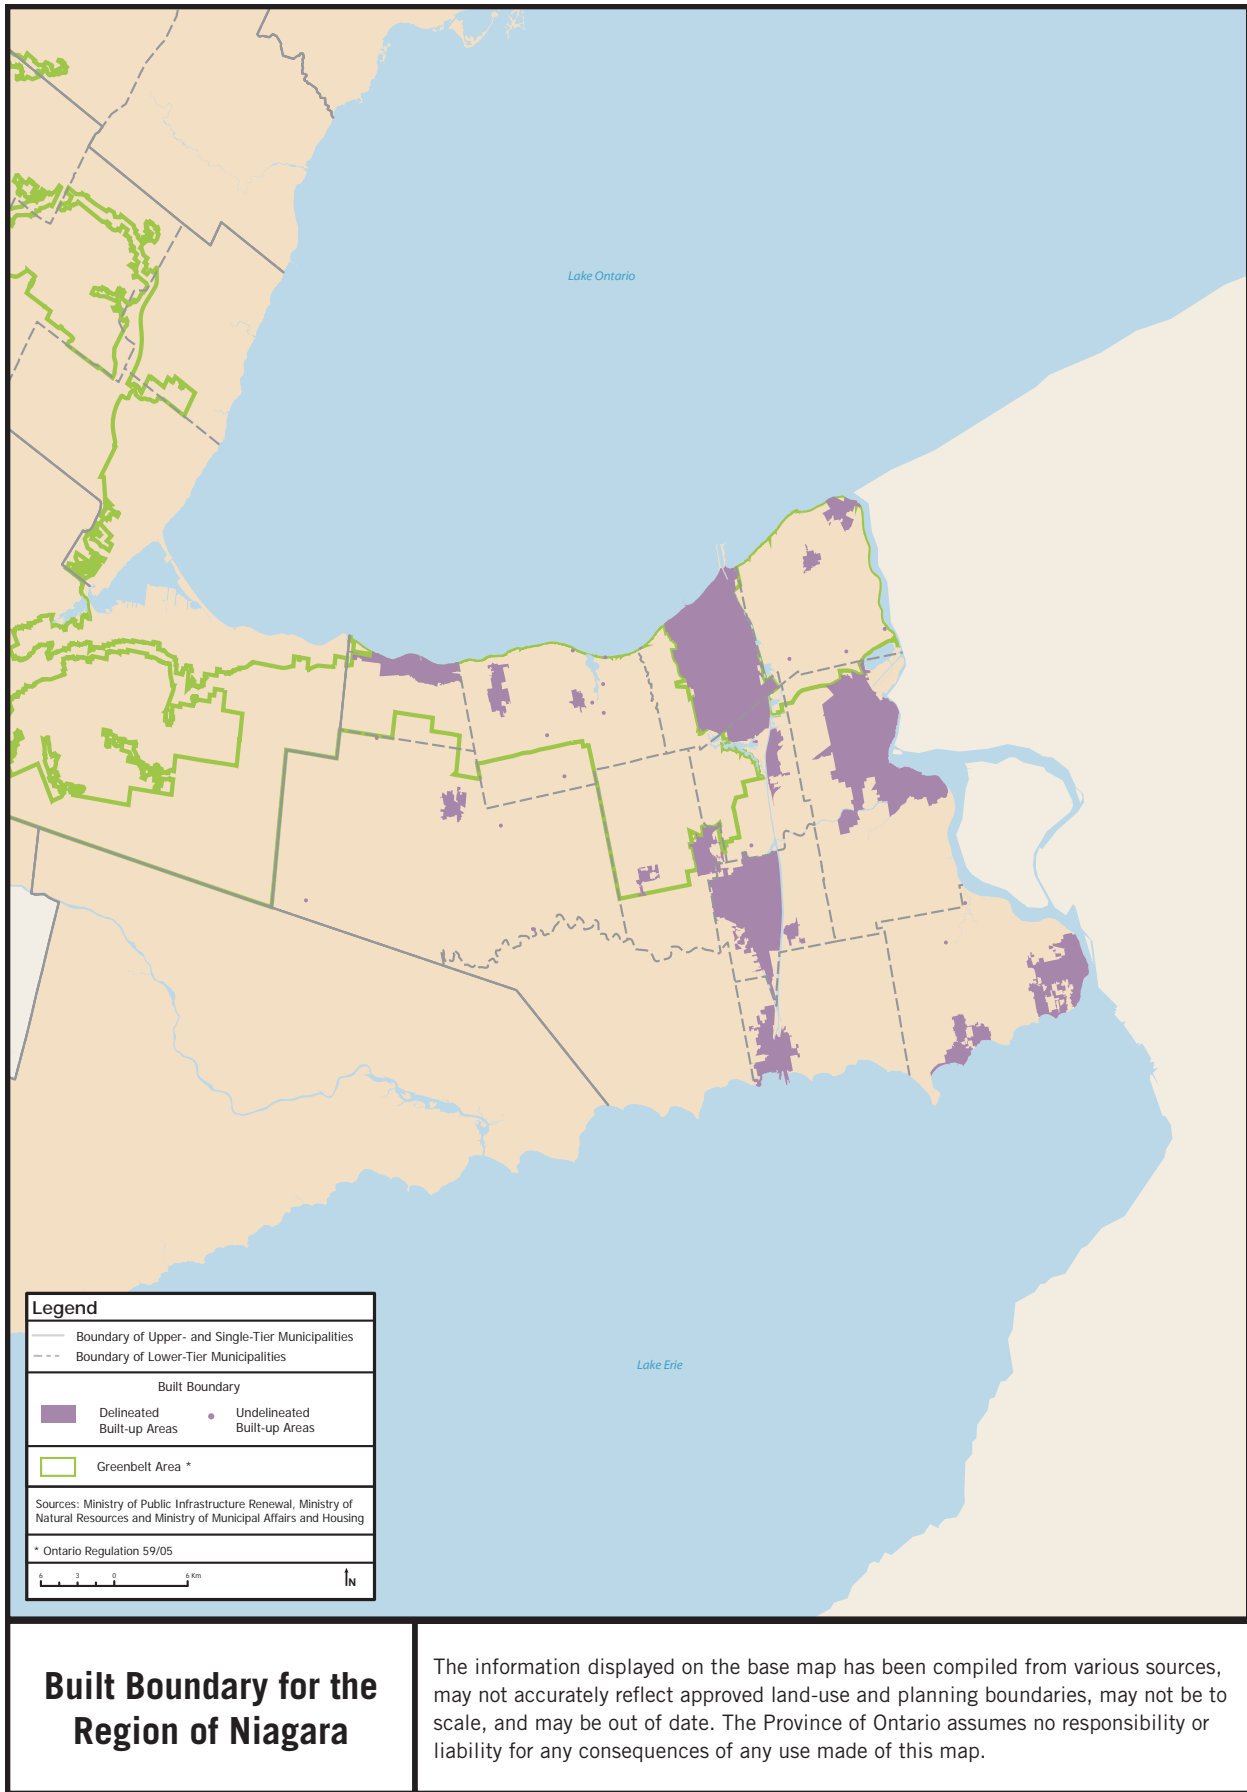 Lake Ontario
Lake Erie
Legend
Boundary of Upper- and Single-Tier Municipalities
Boundary of Lower-Tier Municipalities
Built Boundary
Delineated
Built-up Areas
Undelineated
Built-up Areas
Greenbelt Area *
Sources: Ministry of Public Infrastructure Renewal, Ministry of
Natural Resources and Ministry of Municipal Affairs and Housing
* Ontario Regulation 59/05
6 3 0 6 Km
N
Built Boundary for the
Region of Niagara
The information displayed on the base map has been compiled from various sources,
may not accurately reflect approved land-use and planning boundaries, may not be to
scale, and may be out of date. The Province of Ontario assumes no responsibility or
liability for any consequences of any use made of this map.